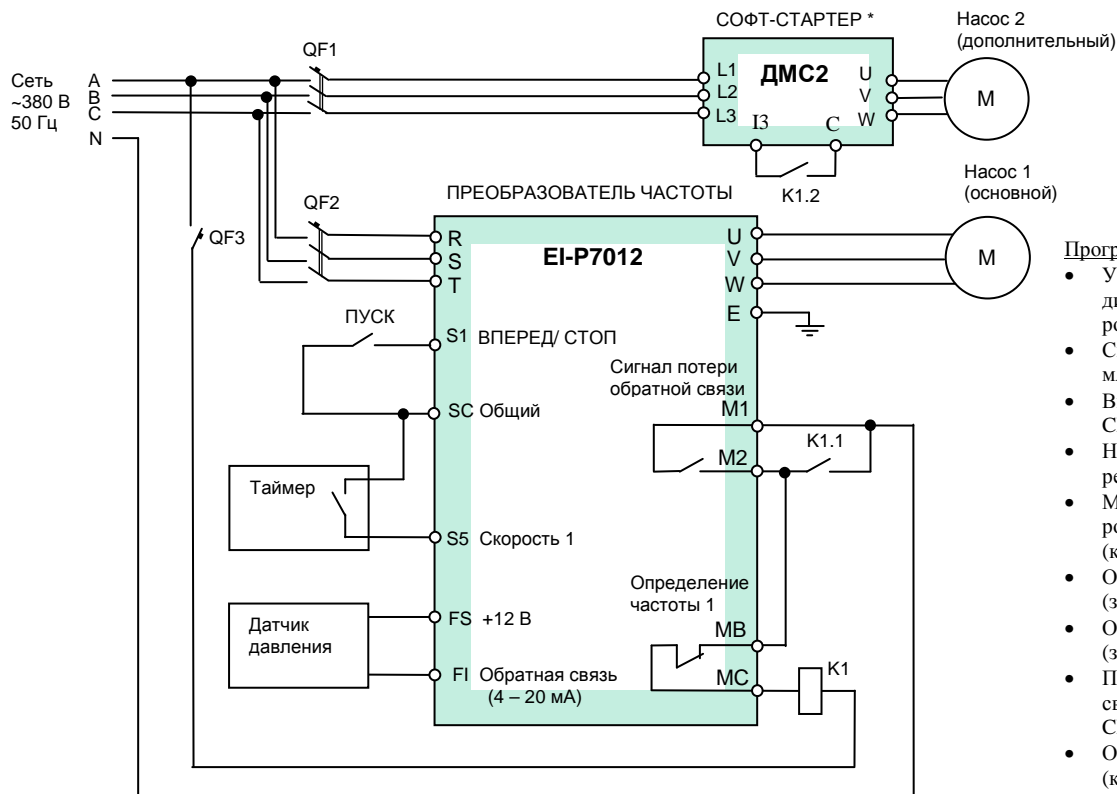 СОФТ-СТАРТЕР *
Насос 2
(дополнительный)
QF1
Сеть
~380 В
50 Гц
A
B
C
N
L1
L2
L3
ДМС2
U
V
W
I3
C
M
K1.2
Насос 1
(основной)
ПРЕОБРАЗОВАТЕЛЬ ЧАСТОТЫ
QF2
QF3
R
S
T
EI-P7012
U
V
W
E
M
ПУСК
S1 ВПЕРЕД/ СТОП
Сигнал потери
обратной связи
SC Общий
M1
M2
K1.1
Таймер
S5 Скорость 1
Определение
частоты 1
MB
MC
K1
Датчик
давления
FS +12 В
FI Обратная связь
(4 – 20 мА)